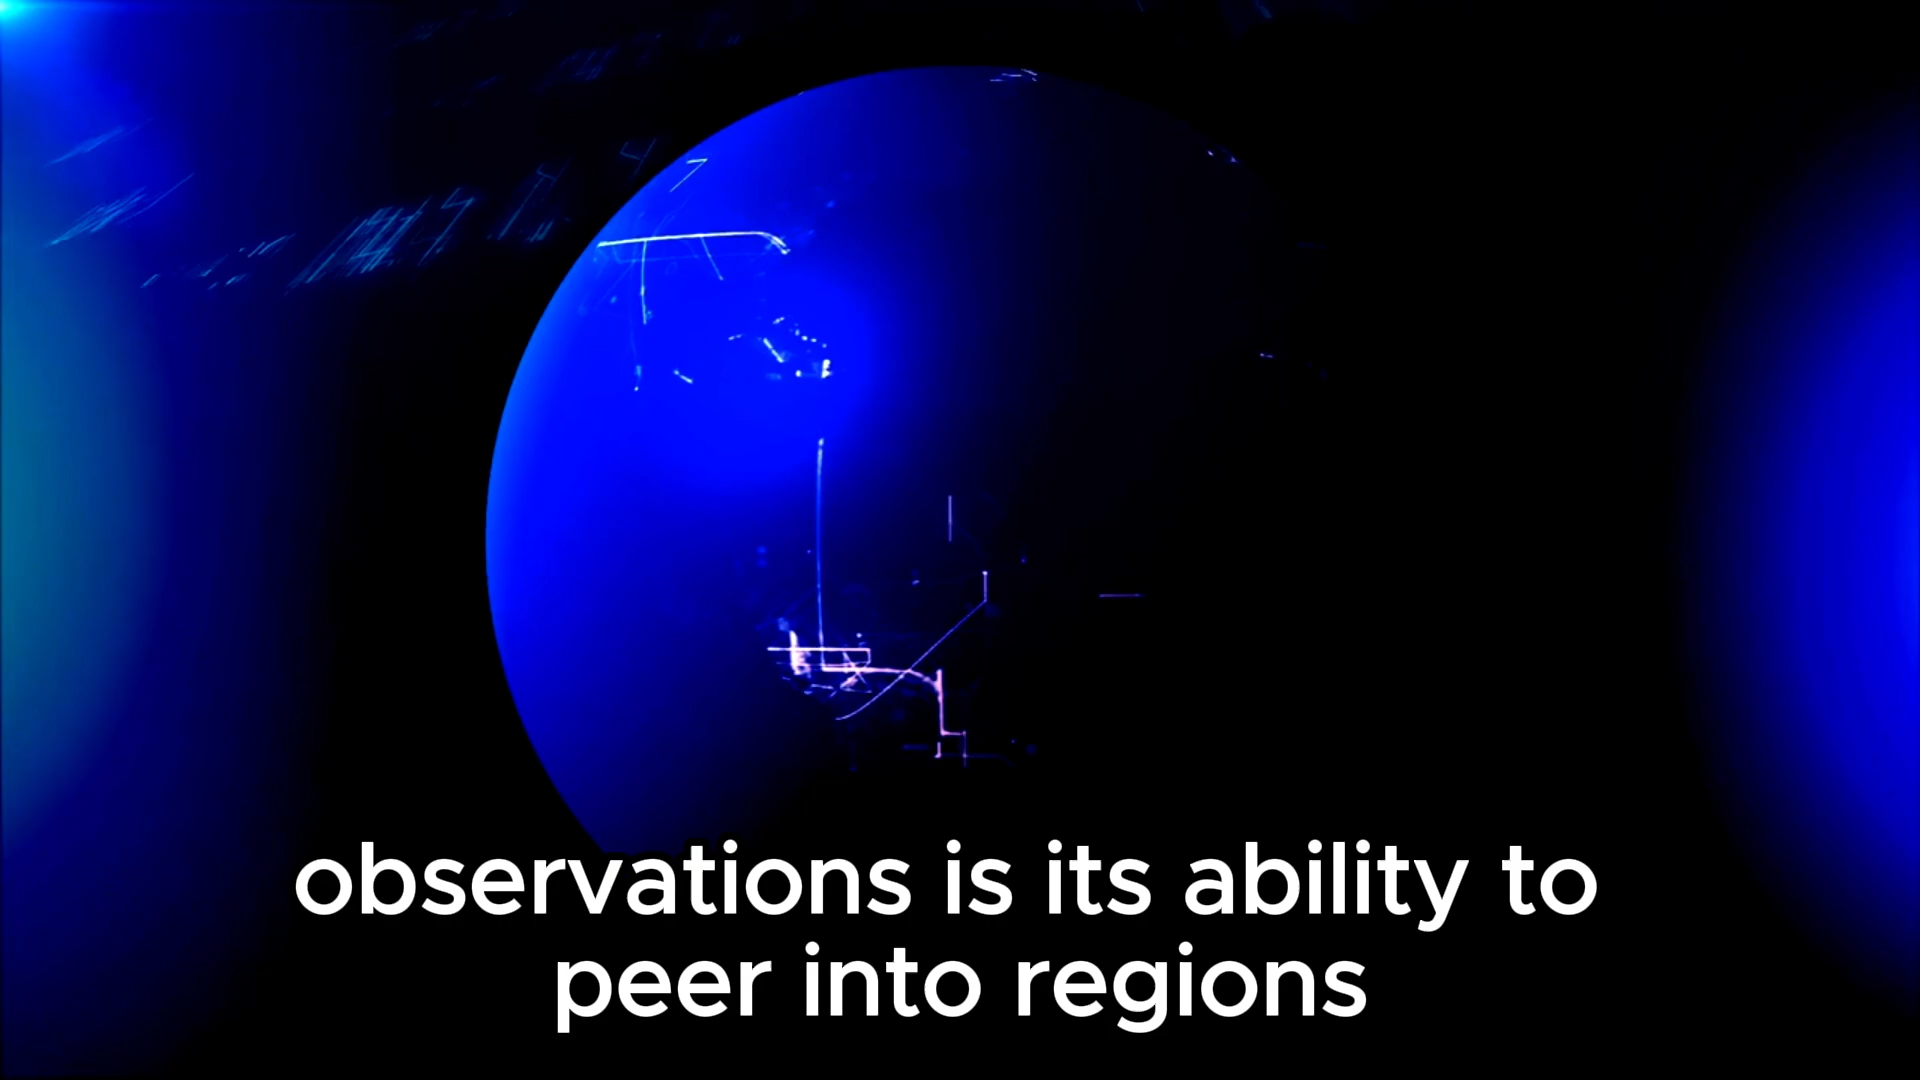 observations is its ability to
peer into regions